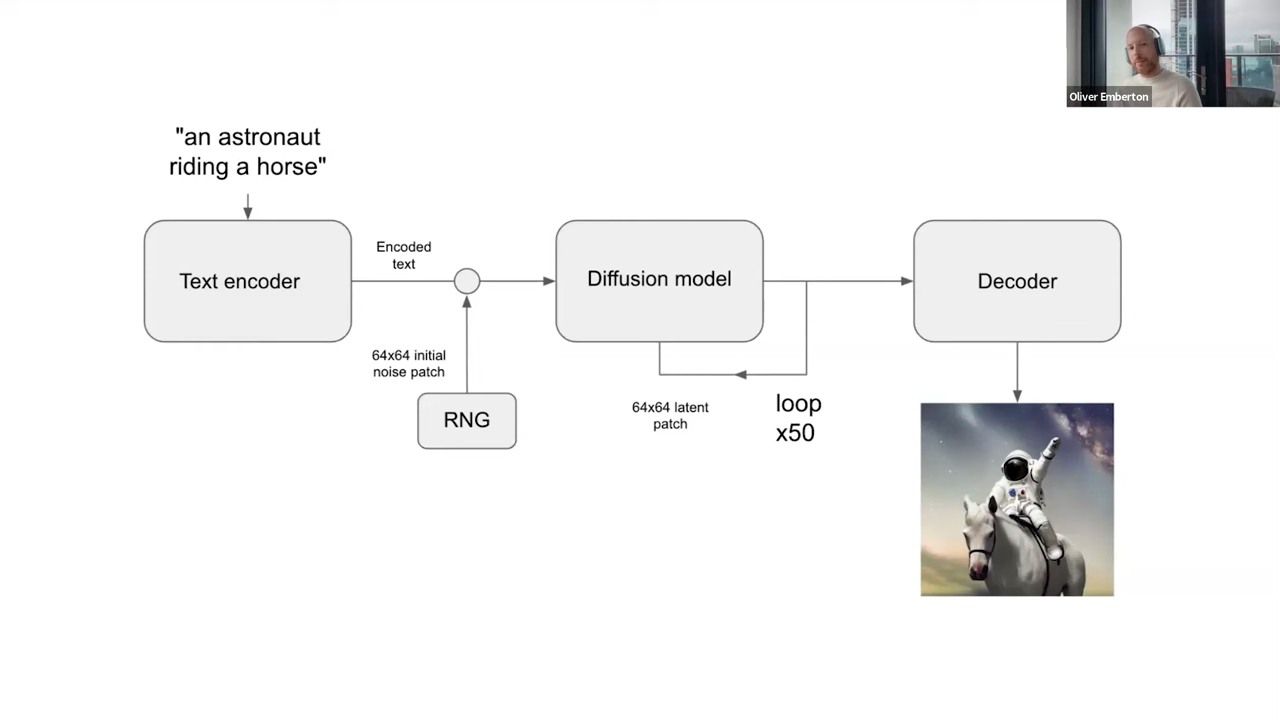 Oliver Emberton
"an astronaut
riding a horse"
Text encoder
Encoded
text
64x64 initial
noise patch
RNG
Diffusion model
64x64 latent
patch
loop
x50
Decoder